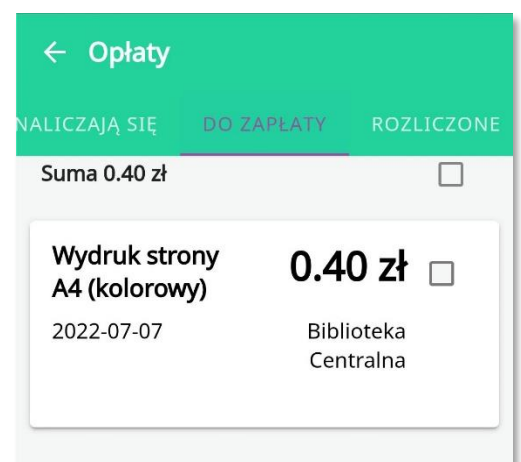 ← Opłaty
NALICZAJĄ SIĘ DO ZAPŁATY ROZLICZONE
Suma 0.40 zł
Wydruk strony 0.40 zł
A4 (kolorowy)
2022-07-07 Biblioteka
Centralna